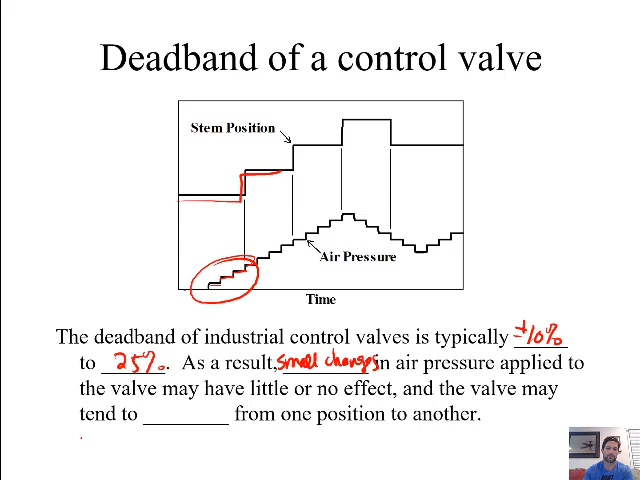 Deadband of a control valve
Stem Position
Air Pressure
Time
The deadband of industrial control valves is typically ±10%
to 25%. As a result, small changes in air pressure applied to
the valve may have little or no effect, and the valve may
tend to ________ from one position to another.